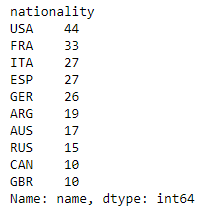 nationality
USA    44
FRA    33
ITA    27
ESP    27
GER    26
ARG    19
AUS    17
RUS    15
CAN    10
GBR    10
Name: name, dtype: int64